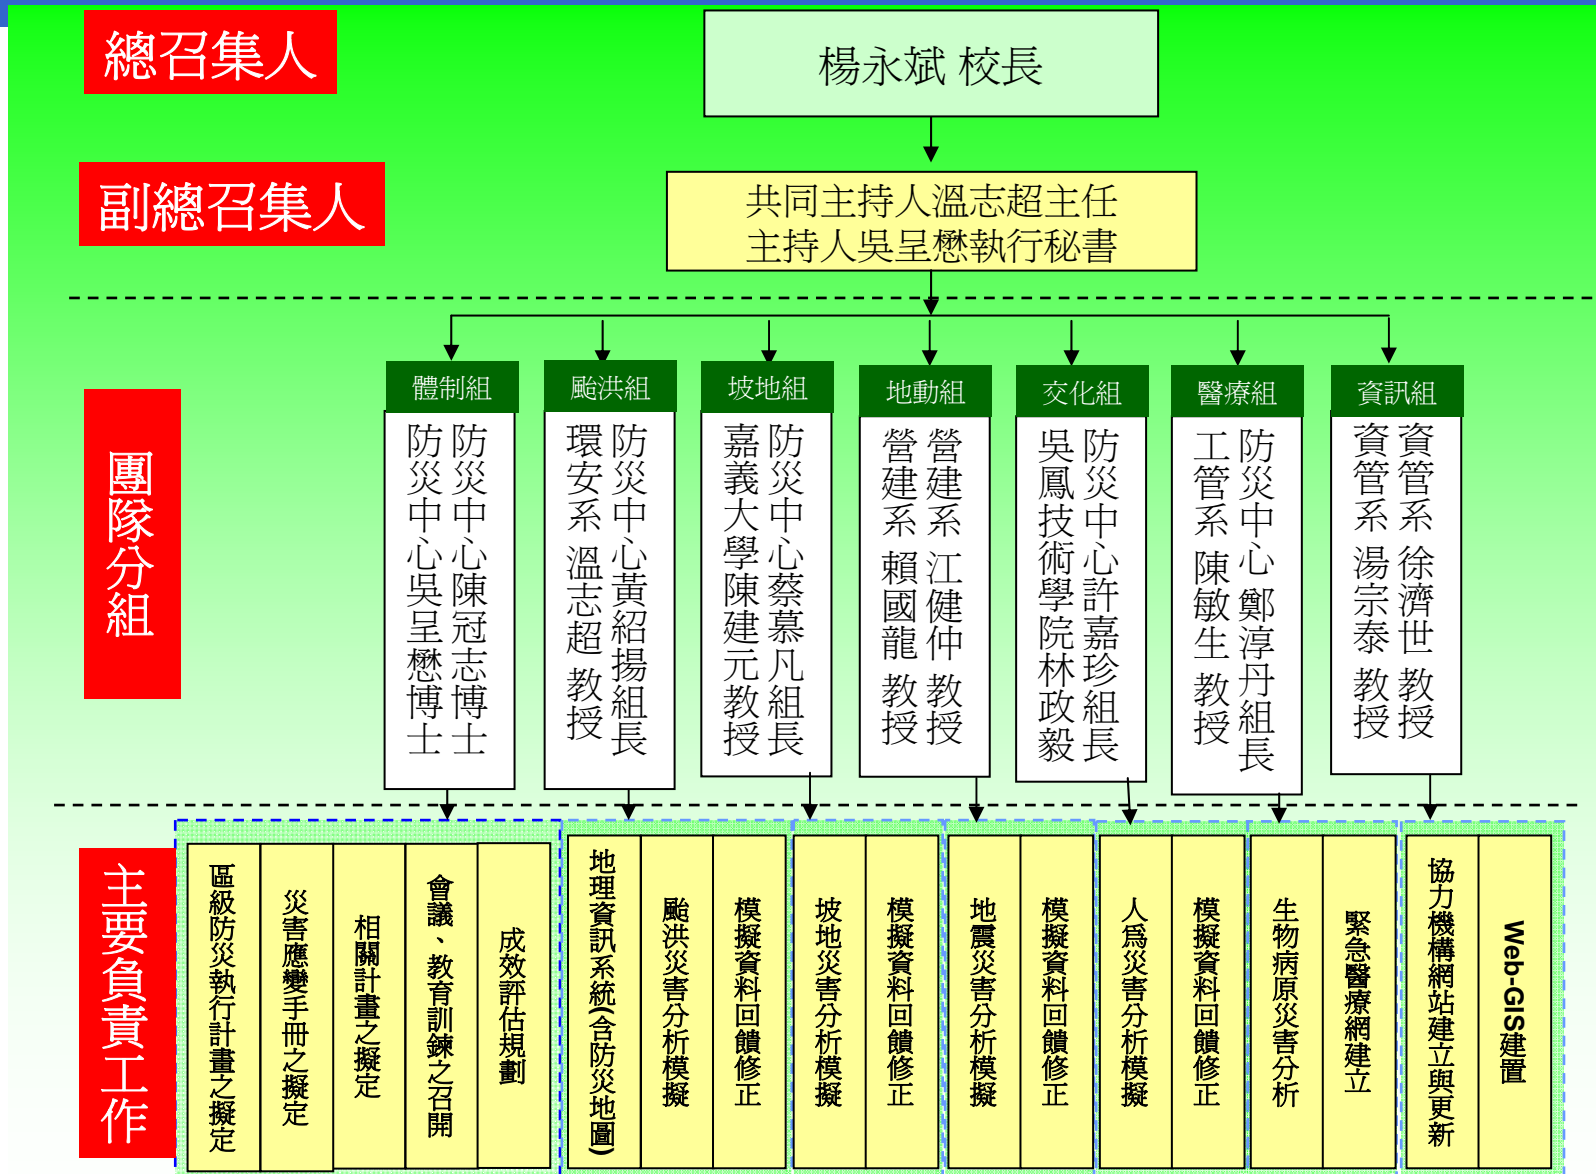 總召集人
楊永斌 校長
副總召集人
共同主持人溫志超主任
主持人吳呈懋執行秘書
團隊分組
體制組
防災中心陳冠志博士
防災中心吳呈懋博士
颱洪組
防災中心黃紹揚組長
環安系 溫志超 教授
坡地組
防災中心蔡慕凡組長
嘉義大學陳建元教授
地動組
營建系 江健仲 教授
營建系 賴國龍 教授
交化組
防災中心許嘉珍組長
吳鳳技術學院林政毅
醫療組
防災中心 鄭淳丹組長
工管系 陳敏生 教授
資訊組
資管系 徐濟世 教授
資管系 湯宗泰 教授
主要負責工作
區級防災執行計畫之擬定
災害應變手冊之擬定
相關計畫之擬定
會議、教育訓鍊之召開
成效評估規劃
地理資訊系統(含防災地圖)
颱洪災害分析模擬
模擬資料回饋修正
坡地災害分析模擬
模擬資料回饋修正
地震災害分析模擬
模擬資料回饋修正
人為災害分析模擬
模擬資料回饋修正
生物病原災害分析
緊急醫療網建立
協力機構網站建立與更新
Web-GIS建置